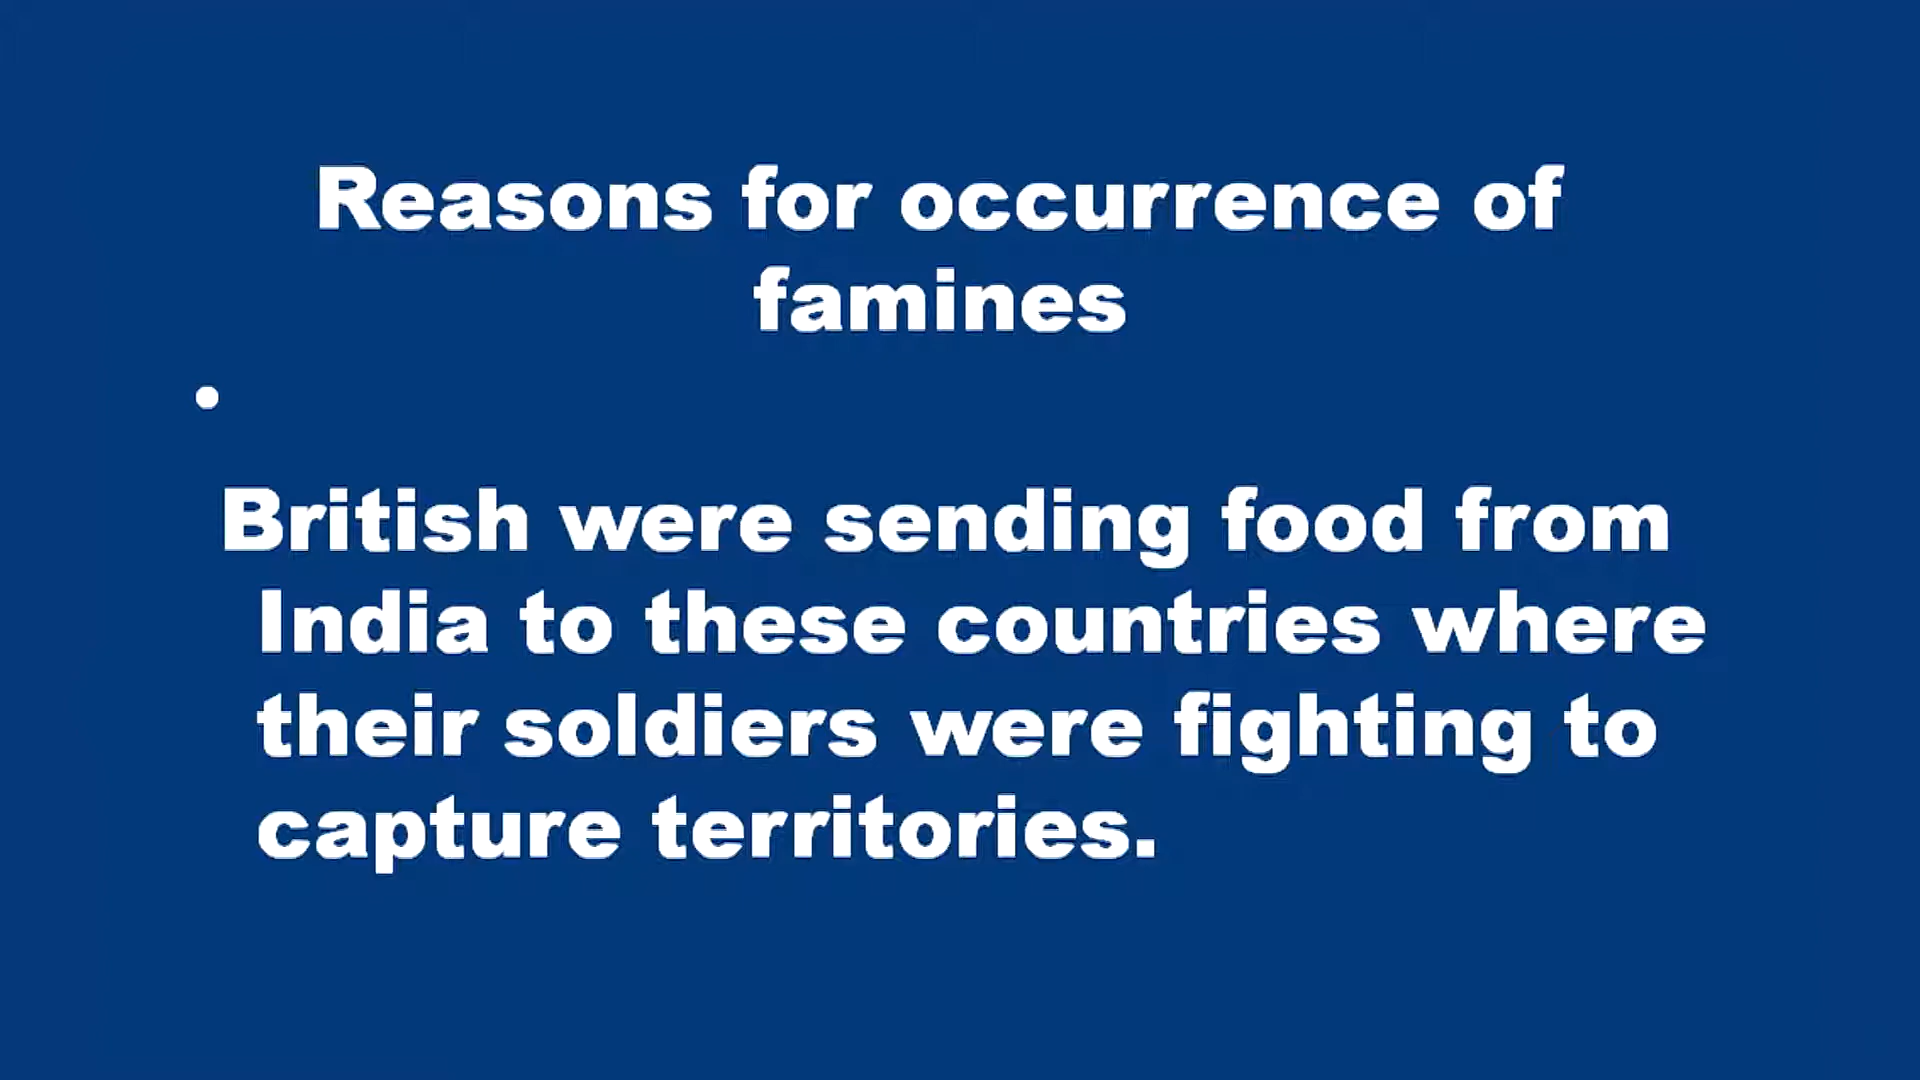 Reasons for occurrence of
famines
•
British were sending food from
India to these countries where
their soldiers were fighting to
capture territories.